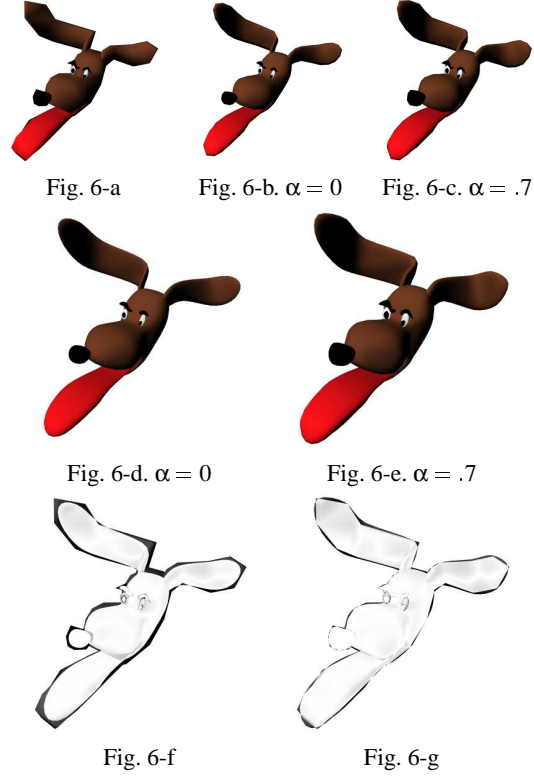 Fig. 6-a
Fig. 6-b. α = 0
Fig. 6-c. α = .7
Fig. 6-d. α = 0
Fig. 6-e. α = .7
Fig. 6-f
Fig. 6-g